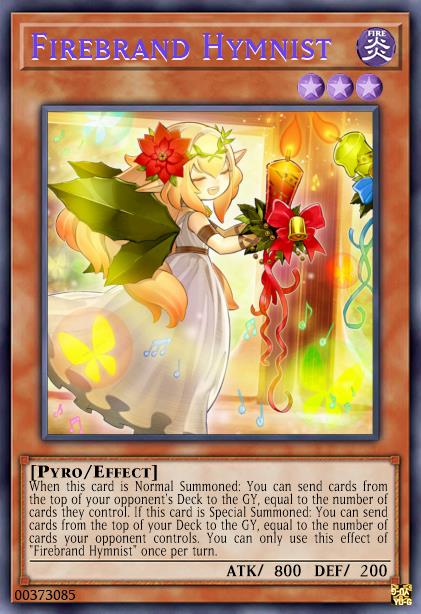 Firebrand Hymnist
FIRE
炎
[Pyro/Effect]
When this card is Normal Summoned: You can send cards from
the top of your opponent's Deck to the GY, equal to the number of
cards they control. If this card is Special Summoned: You can send
cards from the top of your Deck to the GY, equal to the number of
cards your opponent controls. You can only use this effect of
"Firebrand Hymnist" once per turn.
ATK/ 800 DEF/ 200
00373085